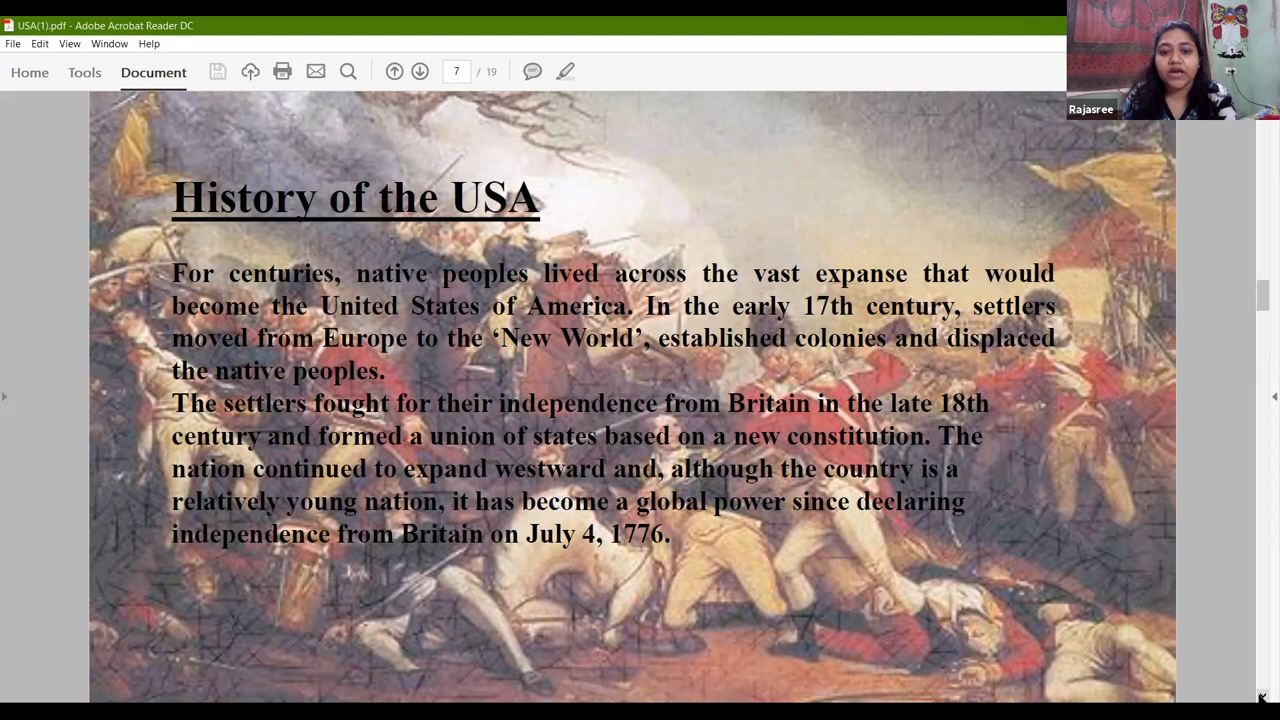 USA(1).pdf - Adobe Acrobat Reader DC
File Edit View Window Help
Home Tools Document 7 / 19
Rajasree
History of the USA
For centuries, native peoples lived across the vast expanse that would
become the United States of America. In the early 17th century, settlers
moved from Europe to the ‘New World’, established colonies and displaced
the native peoples.
The settlers fought for their independence from Britain in the late 18th
century and formed a union of states based on a new constitution. The
nation continued to expand westward and, although the country is a
relatively young nation, it has become a global power since declaring
independence from Britain on July 4, 1776.